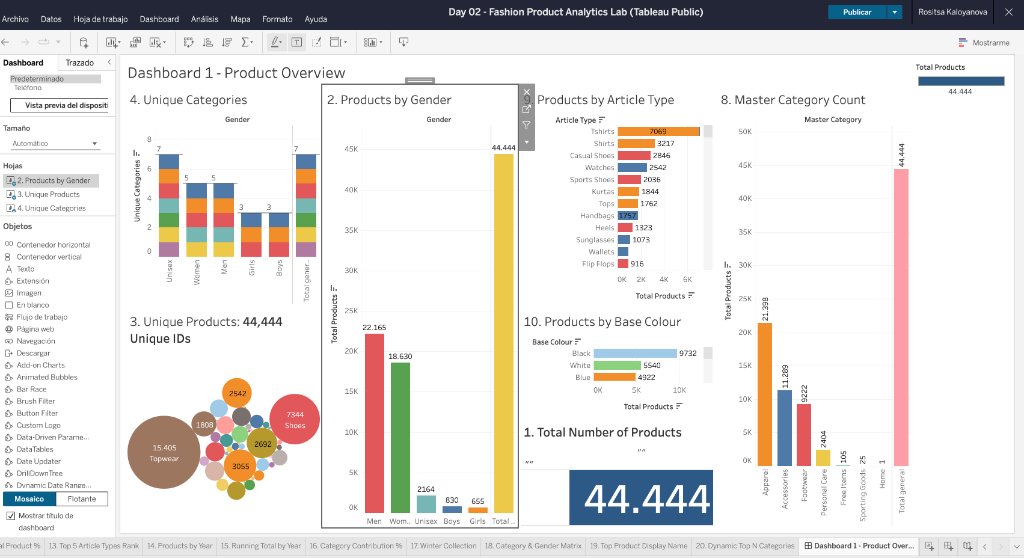 Day 02 - Fashion Product Analytics Lab (Tableau Public)
Publicar
Rositsa Kaloyanova
Archivo Datos Hoja de trabajo Dashboard Análisis Mapa Formato Ayuda
Mostrarme
Dashboard Trazado
Predeterminado
Teléfono
Vista previa del dispositi
Tamaño
Automático
Hojas
2. Products by Gender
3. Unique Products
4. Unique Categories
Objetos
Contenedor horizontal
Contenedor vertical
Texto
Extensión
Imagen
En blanco
Flujo de trabajo
Página web
Navegación
Descargar
Add-on Charts
Animated Bubbles
Bar Race
Brush Filter
Button Filter
Custom Logo
Data-Driven Parame...
DataTables
Date Updater
DrillDownTree
Dynamic Date Range...
Mosaico Flotante
Mostrar título de
dashboard
Dashboard 1 - Product Overview
Total Products
44.444
4. Unique Categories
Gender
Unique Categories
8
6
4
2
0
7
5
5
3
3
7
Unisex
Women
Men
Girls
Boys
Total gener..
3. Unique Products: 44,444
Unique IDs
2542
1808
7344
Shoes
15.405
Topwear
2692
3055
2. Products by Gender
Gender
Total Products
45K
40K
35K
30K
25K
20K
15K
10K
5K
0K
22.165
18.630
2164
830
655
44.444
Men Wom.. Unisex Boys Girls Total ..
9. Products by Article Type
Article Type
Tshirts 7069
Shirts 3217
Casual Shoes 2846
Watches 2542
Sports Shoes 2036
Kurtas 1844
Tops 1762
Handbags 1757
Heels 1323
Sunglasses 1073
Wallets
Flip Flops 916
0K 2K 4K 6K
Total Products
10. Products by Base Colour
Base Colour
Black 9732
White 5540
Blue 4922
0K 5K 10K
Total Products
1. Total Number of Products
""
""
44.444
8. Master Category Count
Master Category
Total Products
50K
45K
40K
35K
30K
25K
20K
15K
10K
5K
0K
21.398
11.289
9222
2404
105
25
1
44.444
Apparel
Accessories
Footwear
Personal Care
Free Items
Sporting Goods
Home
Total general
al Product % 13. Top 5 Article Types Rank 14. Products by Year 15. Running Total by Year 16. Category Contribution % 17. Winter Collection 18. Category & Gender Matrix 19. Top Product Display Name 20. Dynamic Top N Categories Dashboard 1 - Product Over...